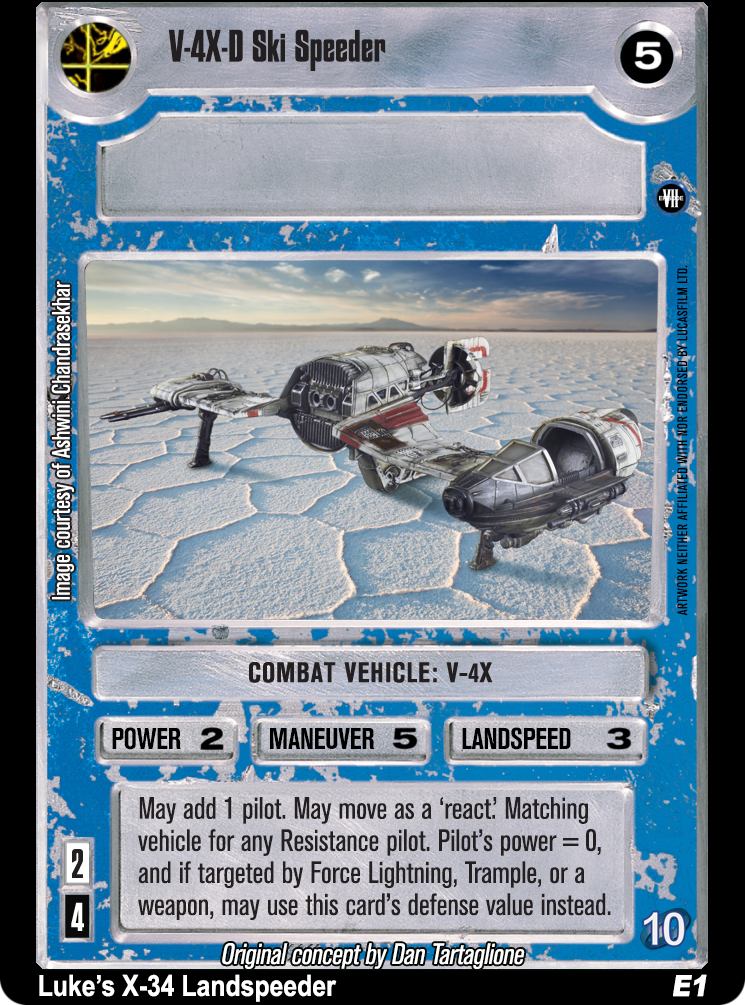 V-4X-D Ski Speeder
5
EPISODE
VII
Image courtesy of Ashwini Chandrasekhar
ARTWORK NEITHER AFFILIATED WITH NOR ENDORSED BY LUCASFILM LTD.
COMBAT VEHICLE: V-4X
POWER 2
MANEUVER 5
LANDSPEED 3
May add 1 pilot. May move as a ‘react.’ Matching
vehicle for any Resistance pilot. Pilot’s power = 0,
and if targeted by Force Lightning, Trample, or a
weapon, may use this card’s defense value instead.
2
4
10
Original concept by Dan Tartaglione
Luke’s X-34 Landspeeder
E1